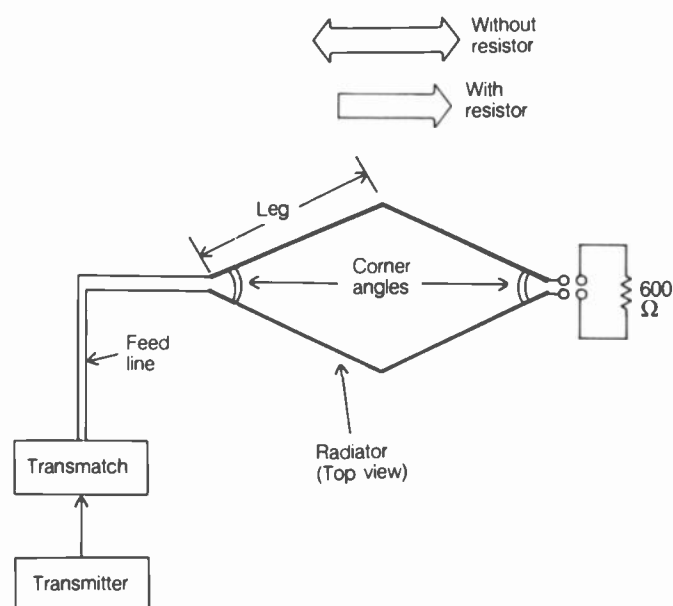 Without
resistor
With
resistor
Leg
Corner
angles
600
Ω
Feed
line
Radiator
(Top view)
Transmatch
Transmitter